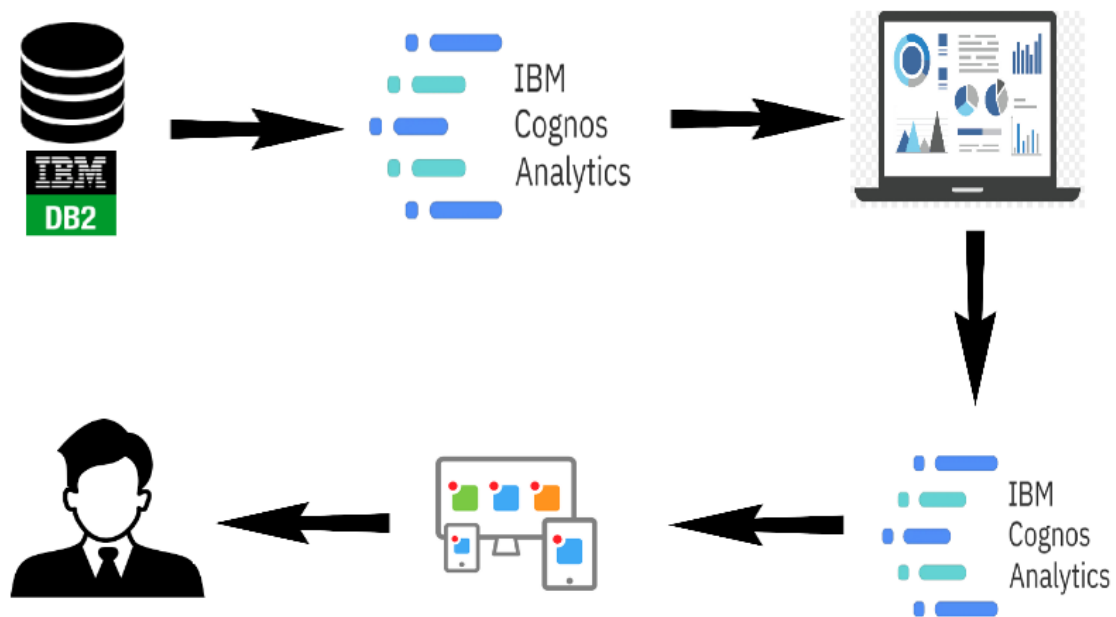 IBM
DB2
IBM
Cognos
Analytics
IBM
Cognos
Analytics